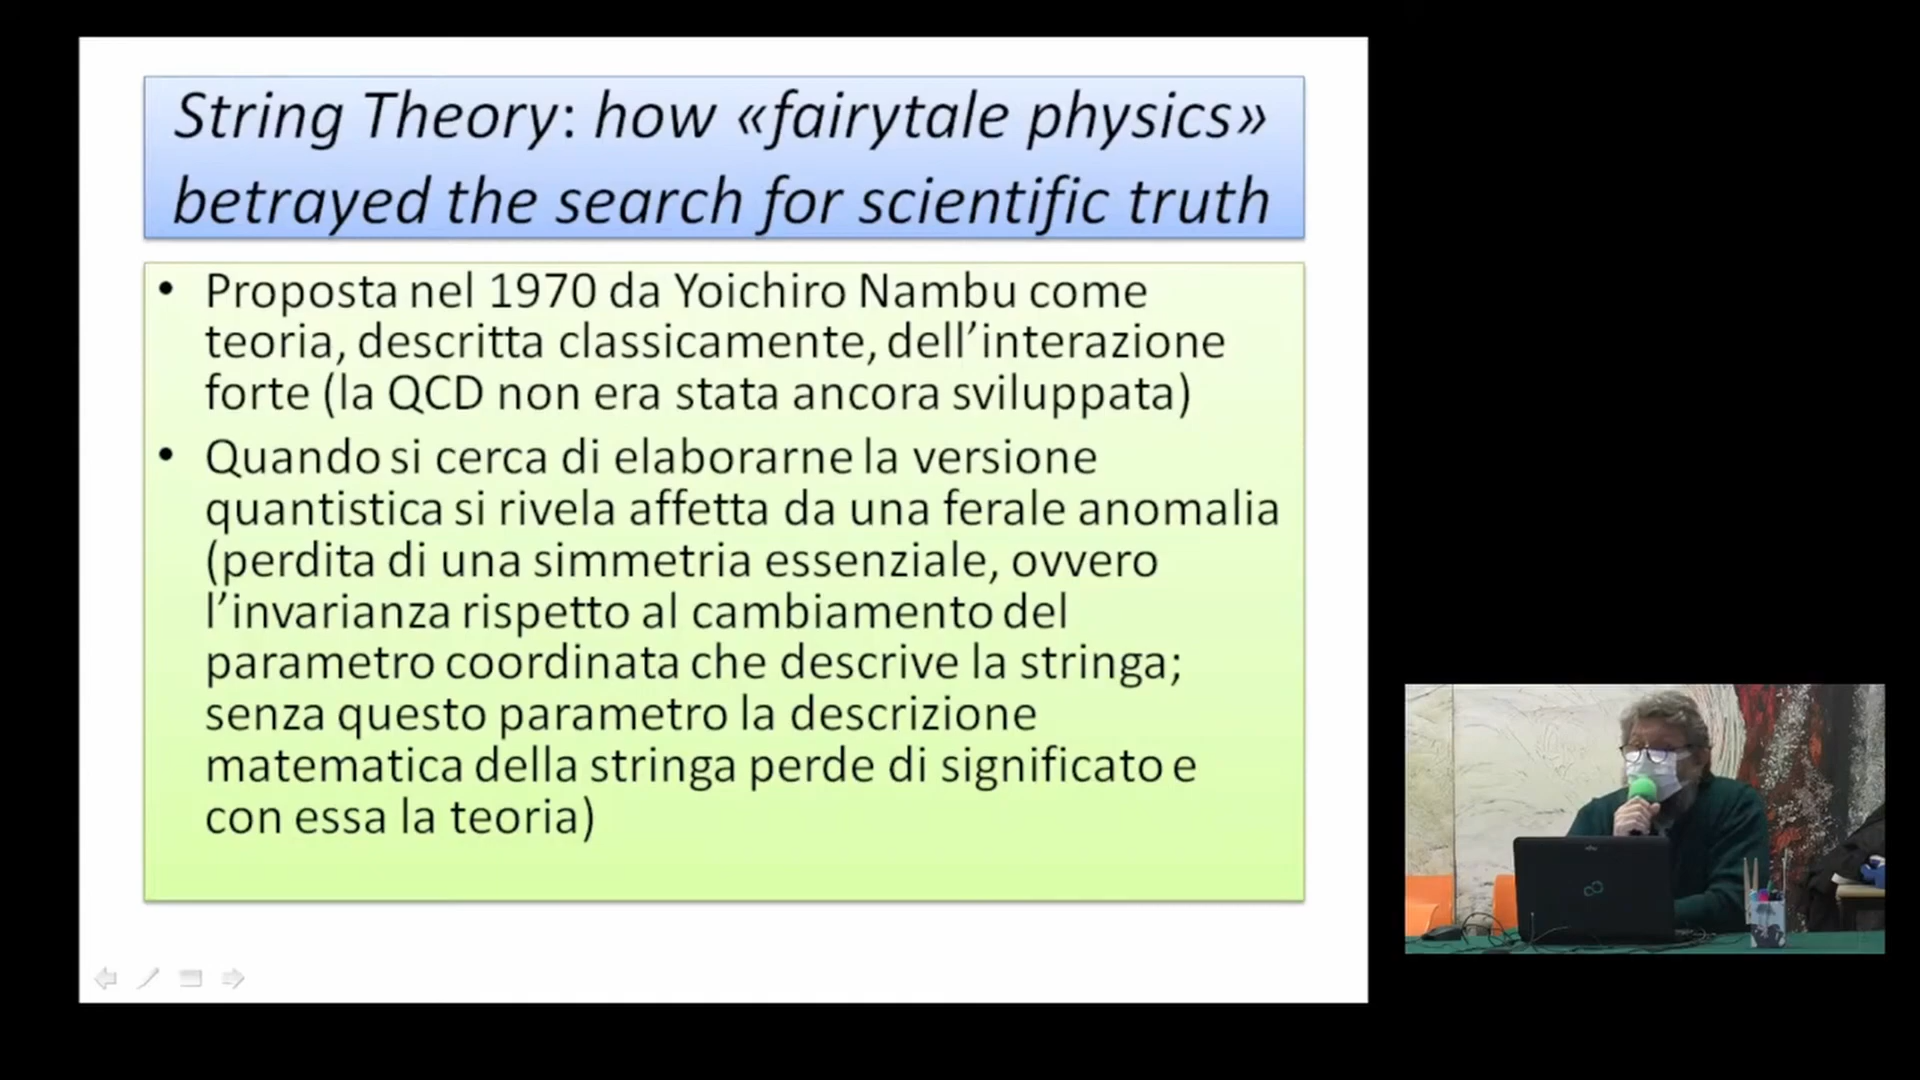 String Theory: how «fairytale physics»
betrayed the search for scientific truth
• Proposta nel 1970 da Yoichiro Nambu come
teoria, descritta classicamente, dell’interazione
forte (la QCD non era stata ancora sviluppata)
• Quando si cerca di elaborarne la versione
quantistica si rivela affetta da una ferale anomalia
(perdita di una simmetria essenziale, ovvero
l’invarianza rispetto al cambiamento del
parametro coordinata che descrive la stringa;
senza questo parametro la descrizione
matematica della stringa perde di significato e
con essa la teoria)